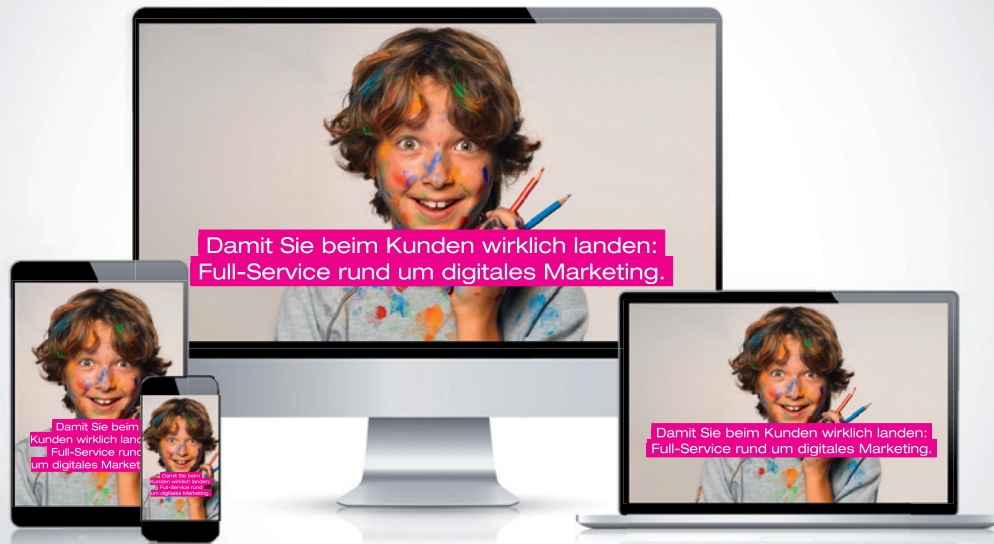 Damit Sie beim Kunden wirklich landen:
Full-Service rund um digitales Marketing.
Damit Sie beim
Kunden wirklich land
Full-Service rund
um digitales Market
Damit Sie beim
Kunden wirklich landen:
Full-Service rund
um digitales Marketing.
Damit Sie beim Kunden wirklich landen:
Full-Service rund um digitales Marketing.